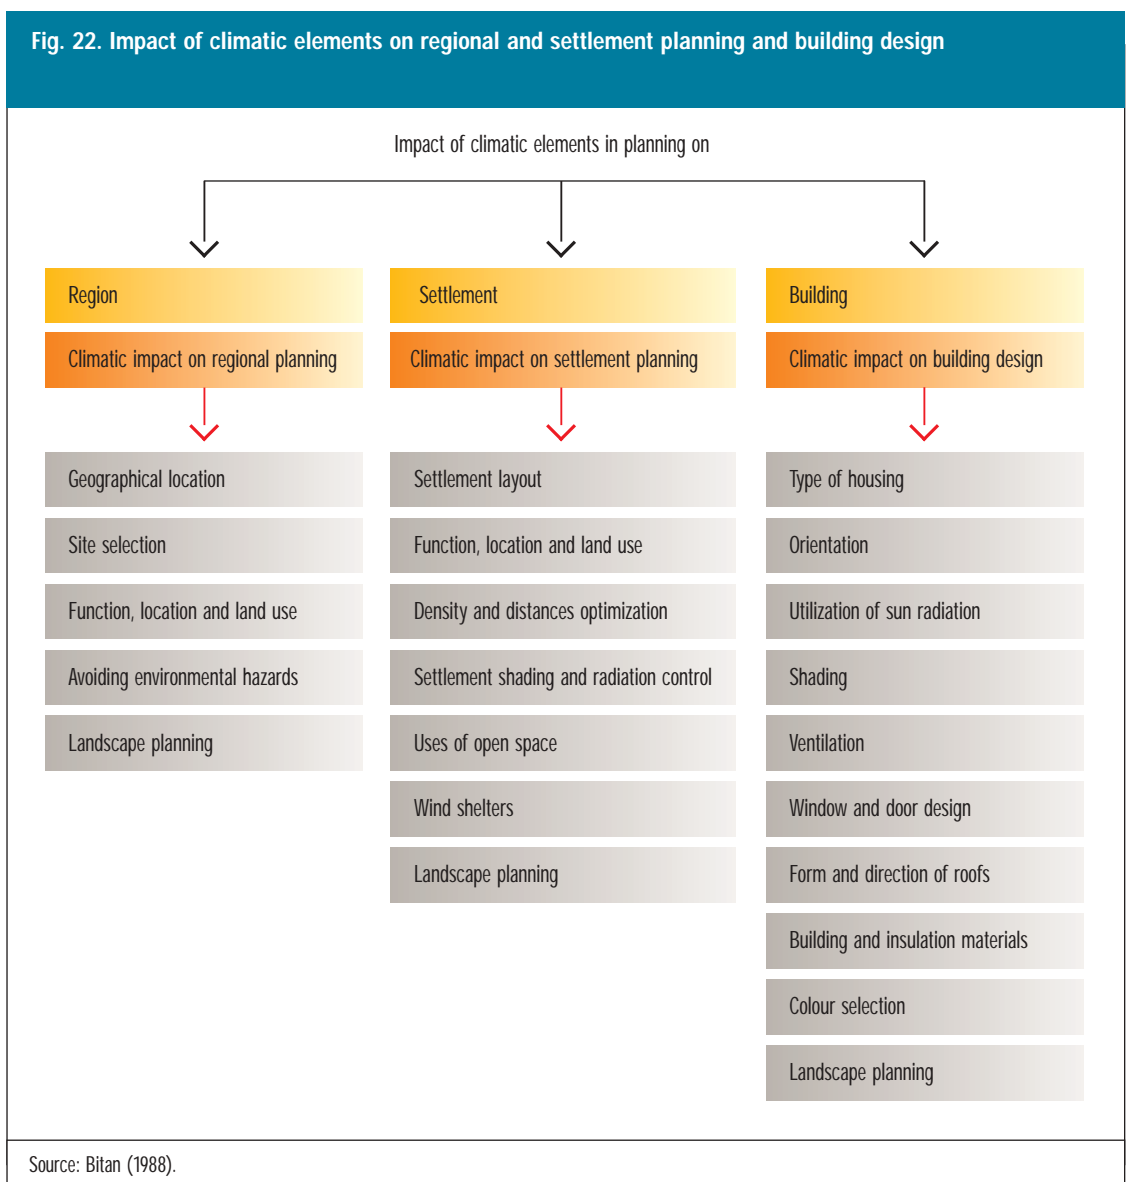 Fig. 22. Impact of climatic elements on regional and settlement planning and building design
Impact of climatic elements in planning on
Region
Climatic impact on regional planning
Geographical location
Site selection
Function, location and land use
Avoiding environmental hazards
Landscape planning
Settlement
Climatic impact on settlement planning
Settlement layout
Function, location and land use
Density and distances optimization
Settlement shading and radiation control
Uses of open space
Wind shelters
Landscape planning
Building
Climatic impact on building design
Type of housing
Orientation
Utilization of sun radiation
Shading
Ventilation
Window and door design
Form and direction of roofs
Building and insulation materials
Colour selection
Landscape planning
Source: Bitan (1988).